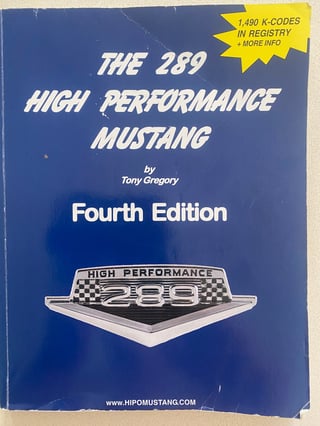 1,490 K-CODES
IN REGISTRY
+ MORE INFO
THE 289
HIGH PERFORMANCE
MUSTANG
by
Tony Gregory
Fourth Edition
HIGH PERFORMANCE
289
WWW.HIPOMUSTANG.COM